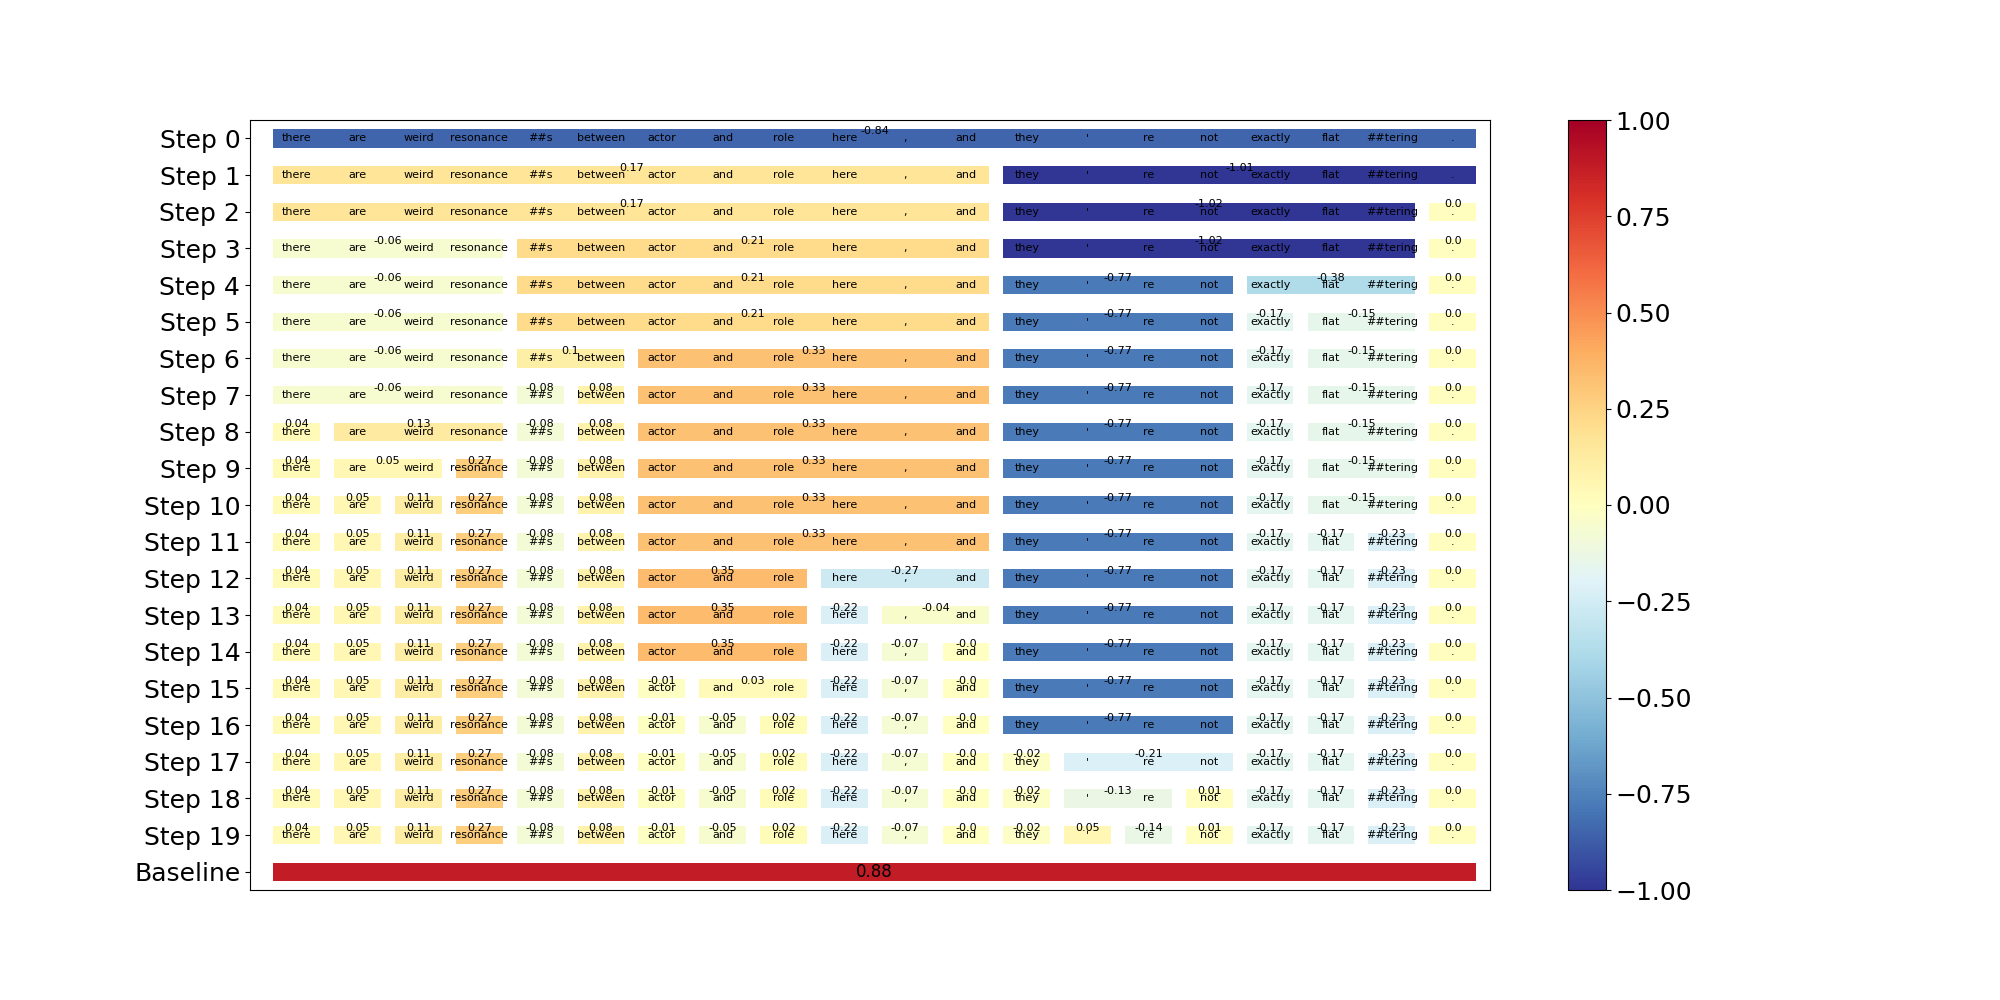 Step 0 there are weird resonance ##s between actor and role here -0.84 , and they ' re not exactly flat ##tering .
0.17 -1.01
Step 1 there are weird resonance ##s between actor and role here , and they ' re not exactly flat ##tering .
0.17 -1.02 0.0
Step 2 there are weird resonance ##s between actor and role here , and they ' re not exactly flat ##tering .
-0.06 0.21 -1.02 0.0
Step 3 there are weird resonance ##s between actor and role here , and they ' re not exactly flat ##tering .
-0.06 0.21 -0.77 -0.38 0.0
Step 4 there are weird resonance ##s between actor and role here , and they ' re not exactly flat ##tering .
-0.06 0.21 -0.77 -0.17 -0.15 0.0
Step 5 there are weird resonance ##s between actor and role here , and they ' re not exactly flat ##tering .
-0.06 0.1 0.33 -0.77 -0.17 -0.15 0.0
Step 6 there are weird resonance ##s between actor and role here , and they ' re not exactly flat ##tering .
-0.06 -0.08 0.08 0.33 -0.77 -0.17 -0.15 0.0
Step 7 there are weird resonance ##s between actor and role here , and they ' re not exactly flat ##tering .
0.04 0.13 -0.08 0.08 0.33 -0.77 -0.17 -0.15 0.0
Step 8 there are weird resonance ##s between actor and role here , and they ' re not exactly flat ##tering .
0.04 0.05 0.27 -0.08 0.08 0.33 -0.77 -0.17 -0.15 0.0
Step 9 there are weird resonance ##s between actor and role here , and they ' re not exactly flat ##tering .
0.04 0.05 0.11 0.27 -0.08 0.08 0.33 -0.77 -0.17 -0.15 0.0
Step 10 there are weird resonance ##s between actor and role here , and they ' re not exactly flat ##tering .
0.04 0.05 0.11 0.27 -0.08 0.08 0.33 -0.77 -0.17 -0.17 -0.23 0.0
Step 11 there are weird resonance ##s between actor and role here , and they ' re not exactly flat ##tering .
0.04 0.05 0.11 0.27 -0.08 0.08 0.35 -0.27 -0.77 -0.17 -0.17 -0.23 0.0
Step 12 there are weird resonance ##s between actor and role here , and they ' re not exactly flat ##tering .
0.04 0.05 0.11 0.27 -0.08 0.08 0.35 -0.22 -0.04 -0.77 -0.17 -0.17 -0.23 0.0
Step 13 there are weird resonance ##s between actor and role here , and they ' re not exactly flat ##tering .
0.04 0.05 0.11 0.27 -0.08 0.08 0.35 -0.22 -0.07 -0.0 -0.77 -0.17 -0.17 -0.23 0.0
Step 14 there are weird resonance ##s between actor and role here , and they ' re not exactly flat ##tering .
0.04 0.05 0.11 0.27 -0.08 0.08 -0.01 0.03 -0.22 -0.07 -0.0 -0.77 -0.17 -0.17 -0.23 0.0
Step 15 there are weird resonance ##s between actor and role here , and they ' re not exactly flat ##tering .
0.04 0.05 0.11 0.27 -0.08 0.08 -0.01 -0.05 0.02 -0.22 -0.07 -0.0 -0.77 -0.17 -0.17 -0.23 0.0
Step 16 there are weird resonance ##s between actor and role here , and they ' re not exactly flat ##tering .
0.04 0.05 0.11 0.27 -0.08 0.08 -0.01 -0.05 0.02 -0.22 -0.07 -0.0 -0.02 -0.21 -0.17 -0.17 -0.23 0.0
Step 17 there are weird resonance ##s between actor and role here , and they ' re not exactly flat ##tering .
0.04 0.05 0.11 0.27 -0.08 0.08 -0.01 -0.05 0.02 -0.22 -0.07 -0.0 -0.02 -0.13 0.01 -0.17 -0.17 -0.23 0.0
Step 18 there are weird resonance ##s between actor and role here , and they ' re not exactly flat ##tering .
0.04 0.05 0.11 0.27 -0.08 0.08 -0.01 -0.05 0.02 -0.22 -0.07 -0.0 -0.02 0.05 -0.14 0.01 -0.17 -0.17 -0.23 0.0
Step 19 there are weird resonance ##s between actor and role here , and they ' re not exactly flat ##tering .
Baseline 0.88
1.00
0.75
0.50
0.25
0.00
−0.25
−0.50
−0.75
−1.00